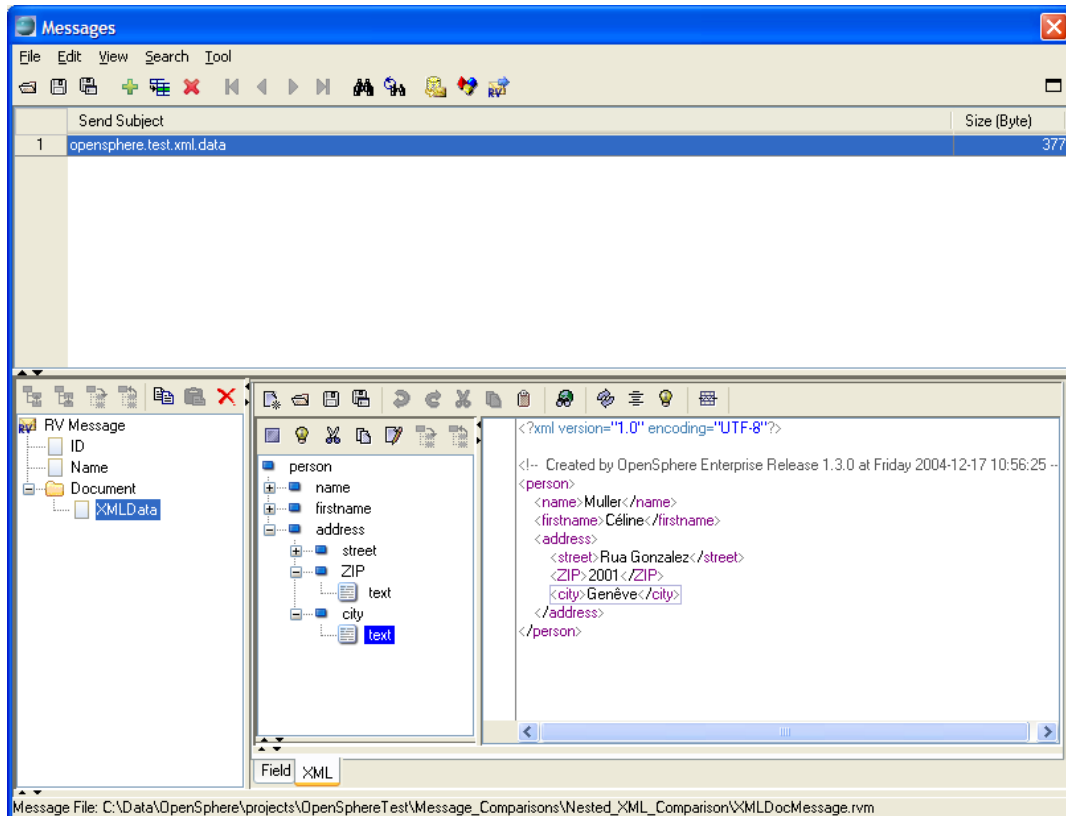 Messages
File Edit View Search Tool
Send Subject Size (Byte)
1 opensphere.test.xml.data 377
RV Message
ID
Name
Document
XMLData
person
name
firstname
address
street
ZIP
text
city
text
<?xml version="1.0" encoding="UTF-8"?>
<!-- Created by OpenSphere Enterprise Release 1.3.0 at Friday 2004-12-17 10:56:25 --
<person>
<name>Muller</name>
<firstname>Céline</firstname>
<address>
<street>Rua Gonzalez</street>
<ZIP>2001</ZIP>
<city>Genêve</city>
</address>
</person>
Field XML
Message File: C:\Data\OpenSphere\projects\OpenSphereTest\Message_Comparisons\Nested_XML_Comparison\XMLDocMessage.rvm